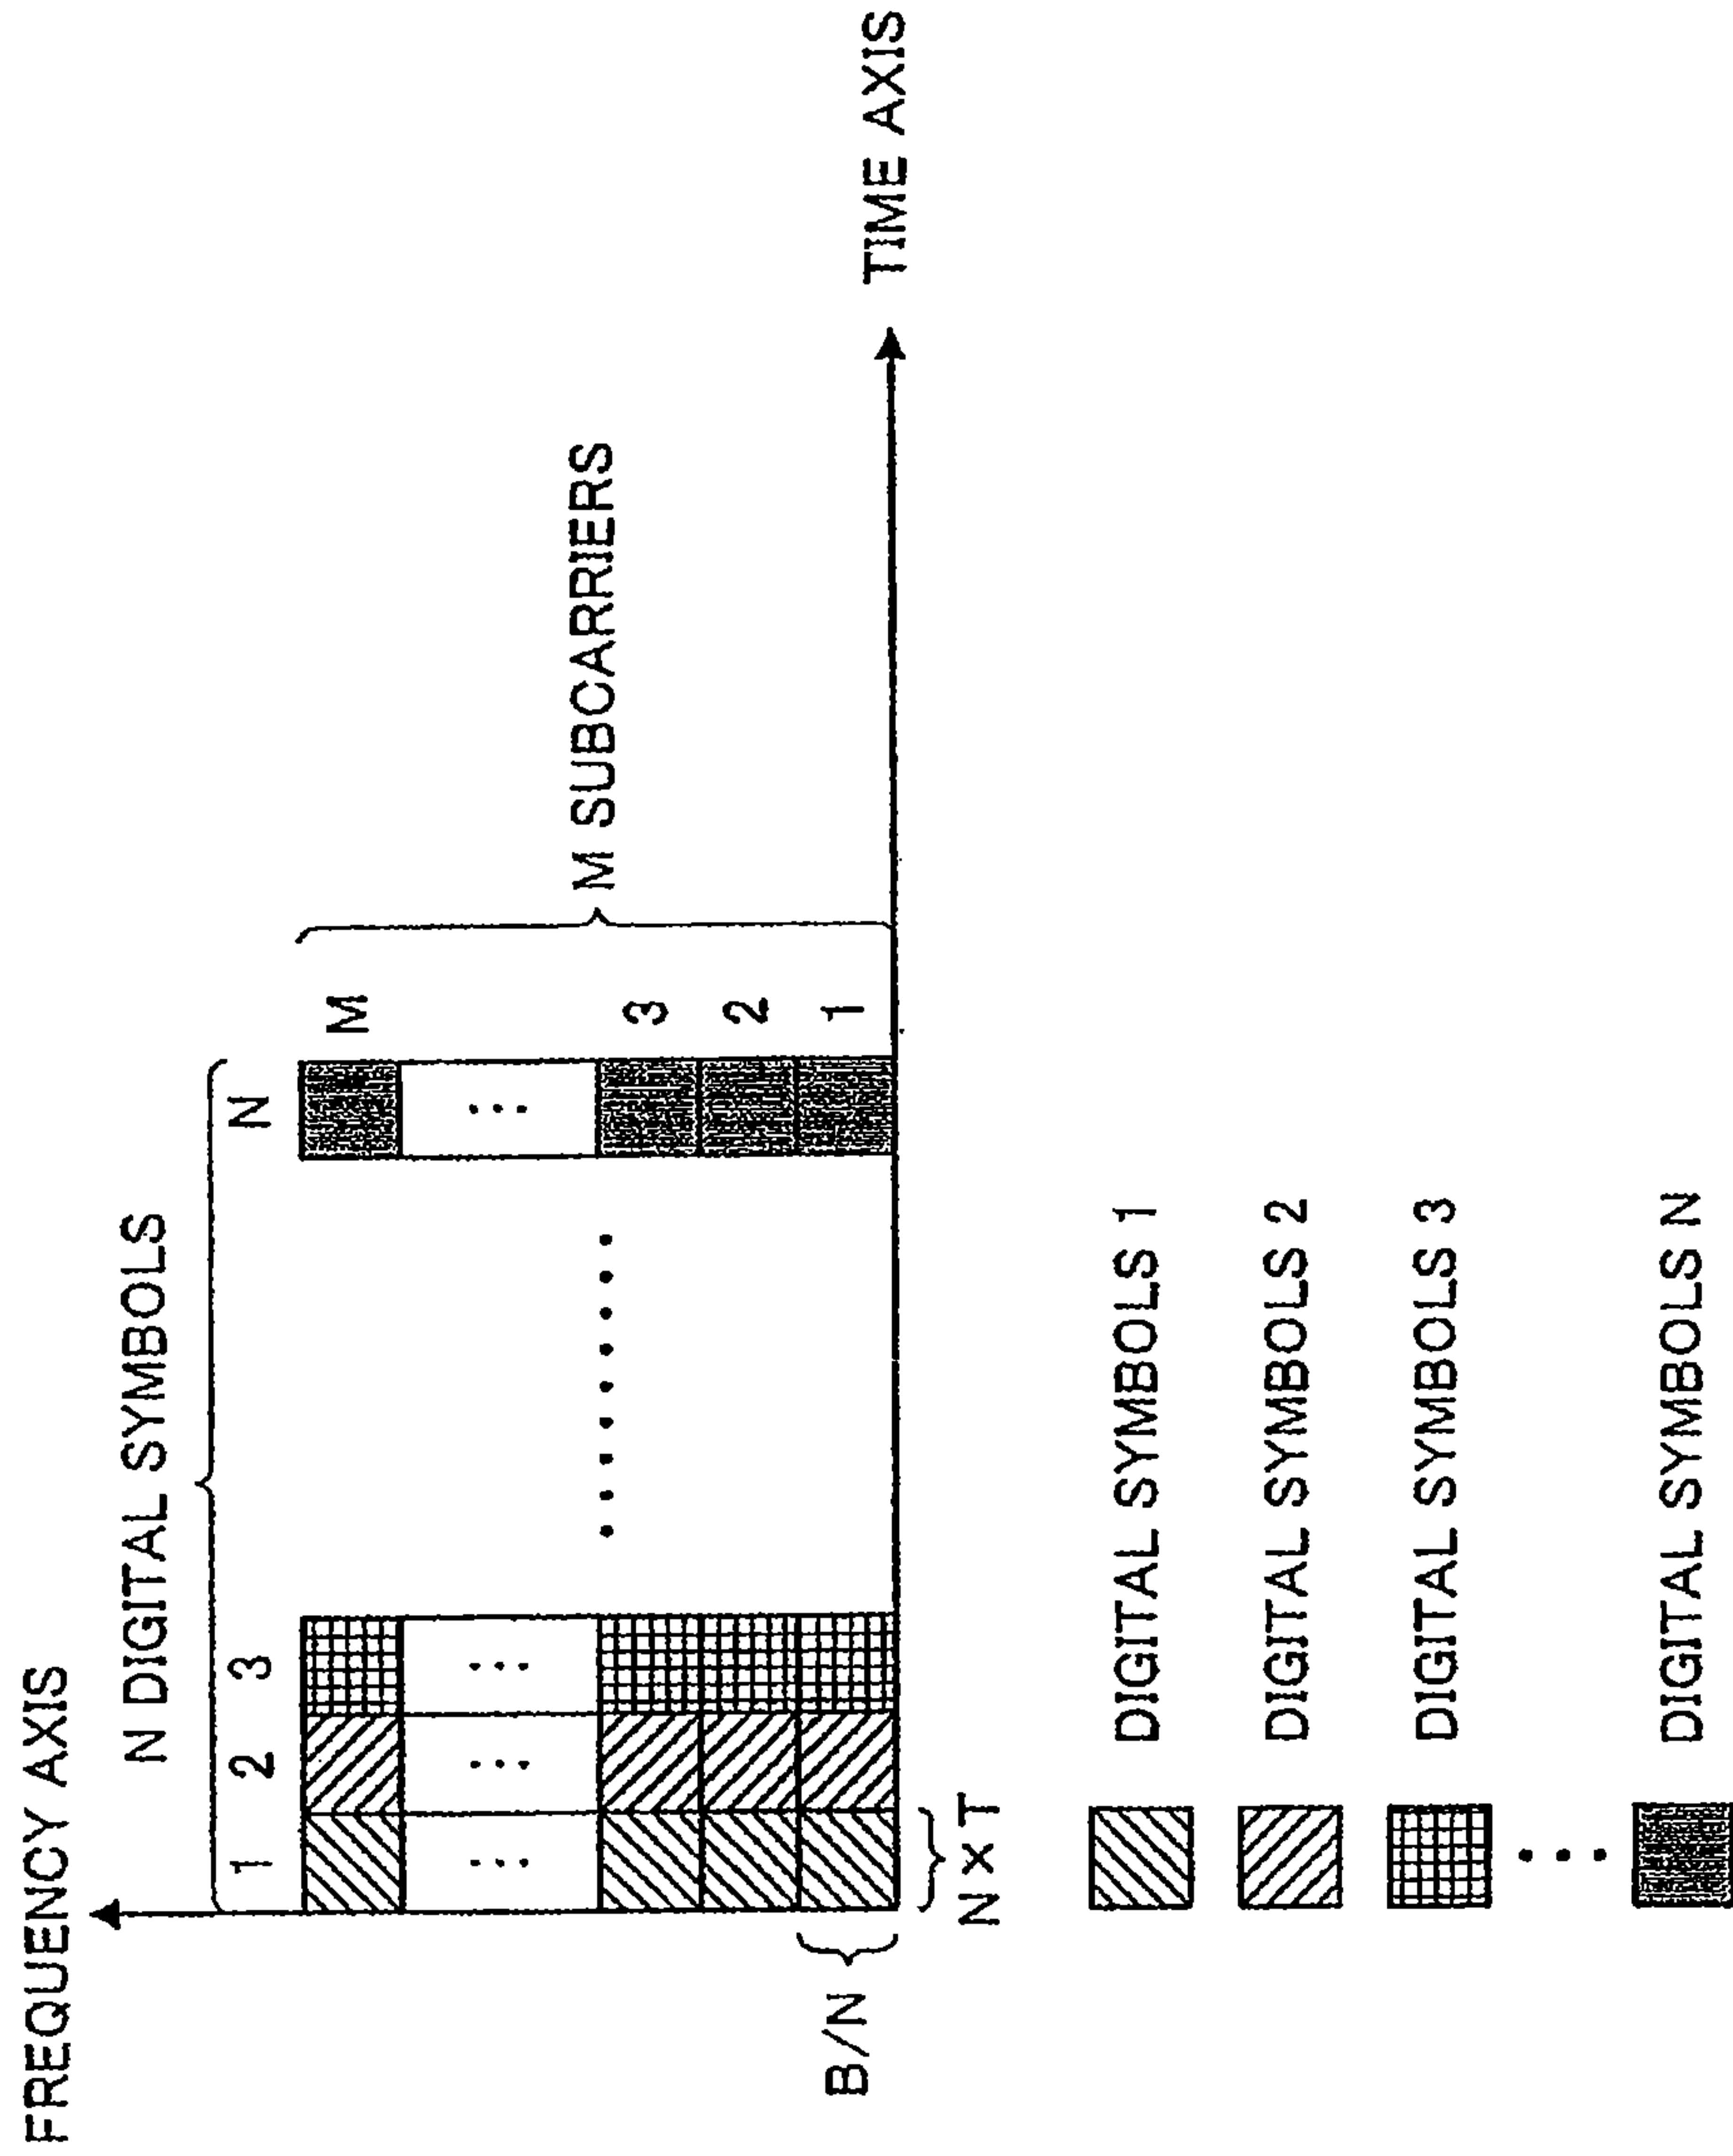 FREQUENCY AXIS
N DIGITAL SYMBOLS
1 2 3 N
M
3
2
1
M SUBCARRIERS
B/N
N×T
TIME AXIS
DIGITAL SYMBOLS 1
DIGITAL SYMBOLS 2
DIGITAL SYMBOLS 3
DIGITAL SYMBOLS N